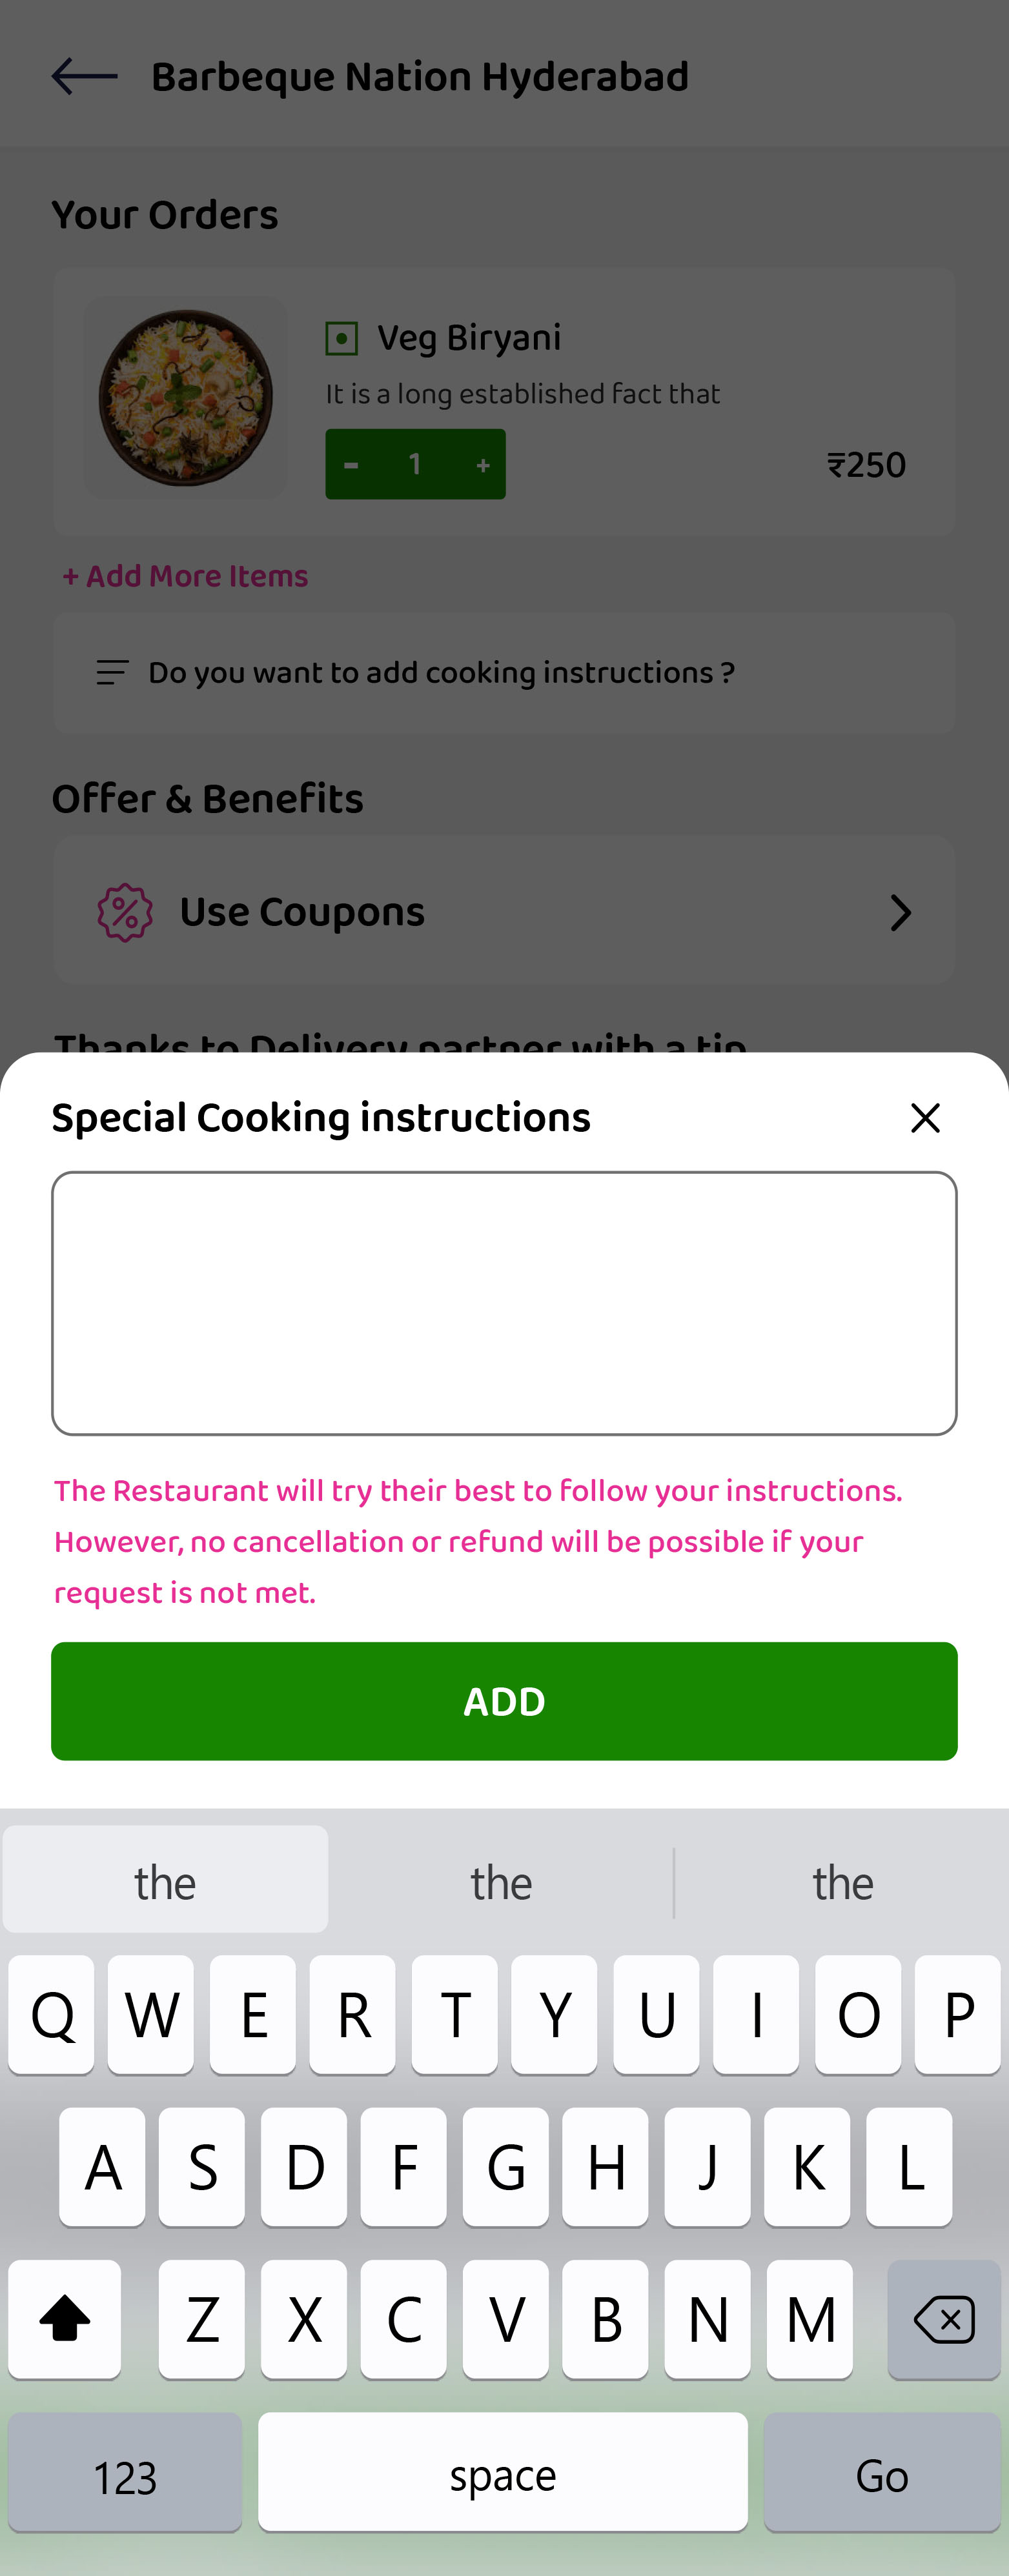 Barbeque Nation Hyderabad
Your Orders
Veg Biryani
It is a long established fact that
- 1 +
₹250
+ Add More Items
Do you want to add cooking instructions ?
Offer & Benefits
Use Coupons
Thanks to Delivery partner with a tip
Special Cooking instructions
The Restaurant will try their best to follow your instructions.
However, no cancellation or refund will be possible if your
request is not met.
ADD
the the the
Q W E R T Y U I O P
A S D F G H J K L
Z X C V B N M
123 space Go